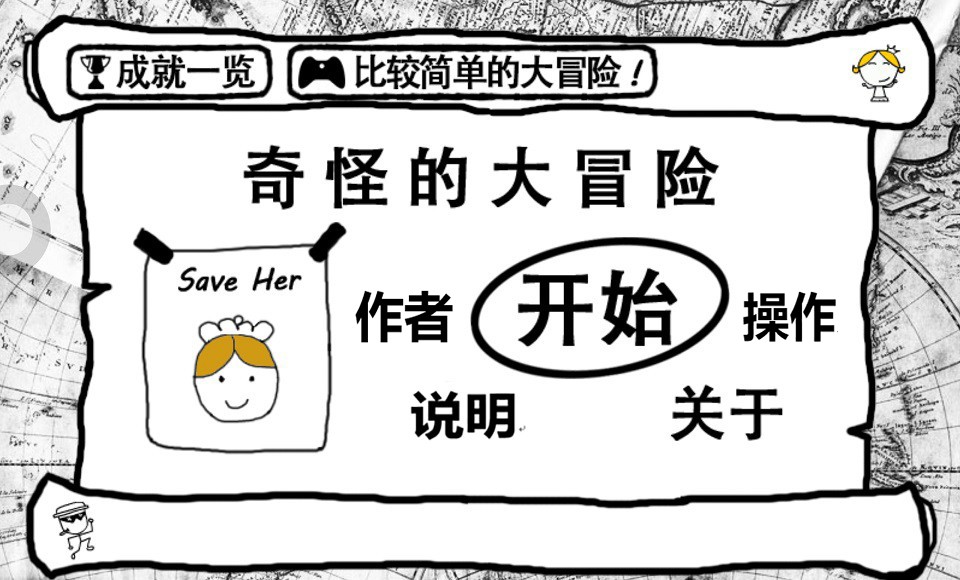 成就一览
比较简单的大冒险！
奇怪的大冒险
Save Her
作者
开始
操作
说明
关于